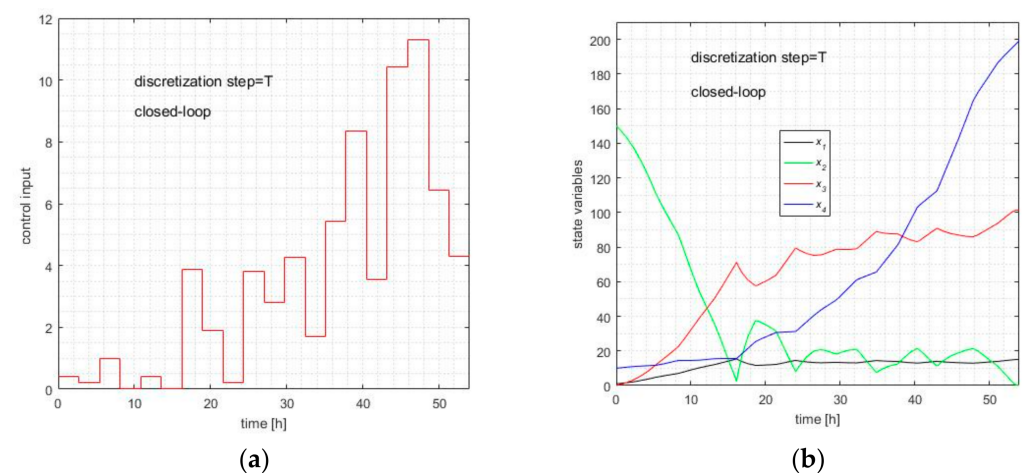 12
10
8
6
4
2
0
control input
discretization step=T
closed-loop
0 10 20 30 40 50
time [h]
(a)
200
180
160
140
120
100
80
60
40
20
0
state variables
discretization step=T
closed-loop
x1
x2
x3
x4
0 10 20 30 40 50
time [h]
(b)